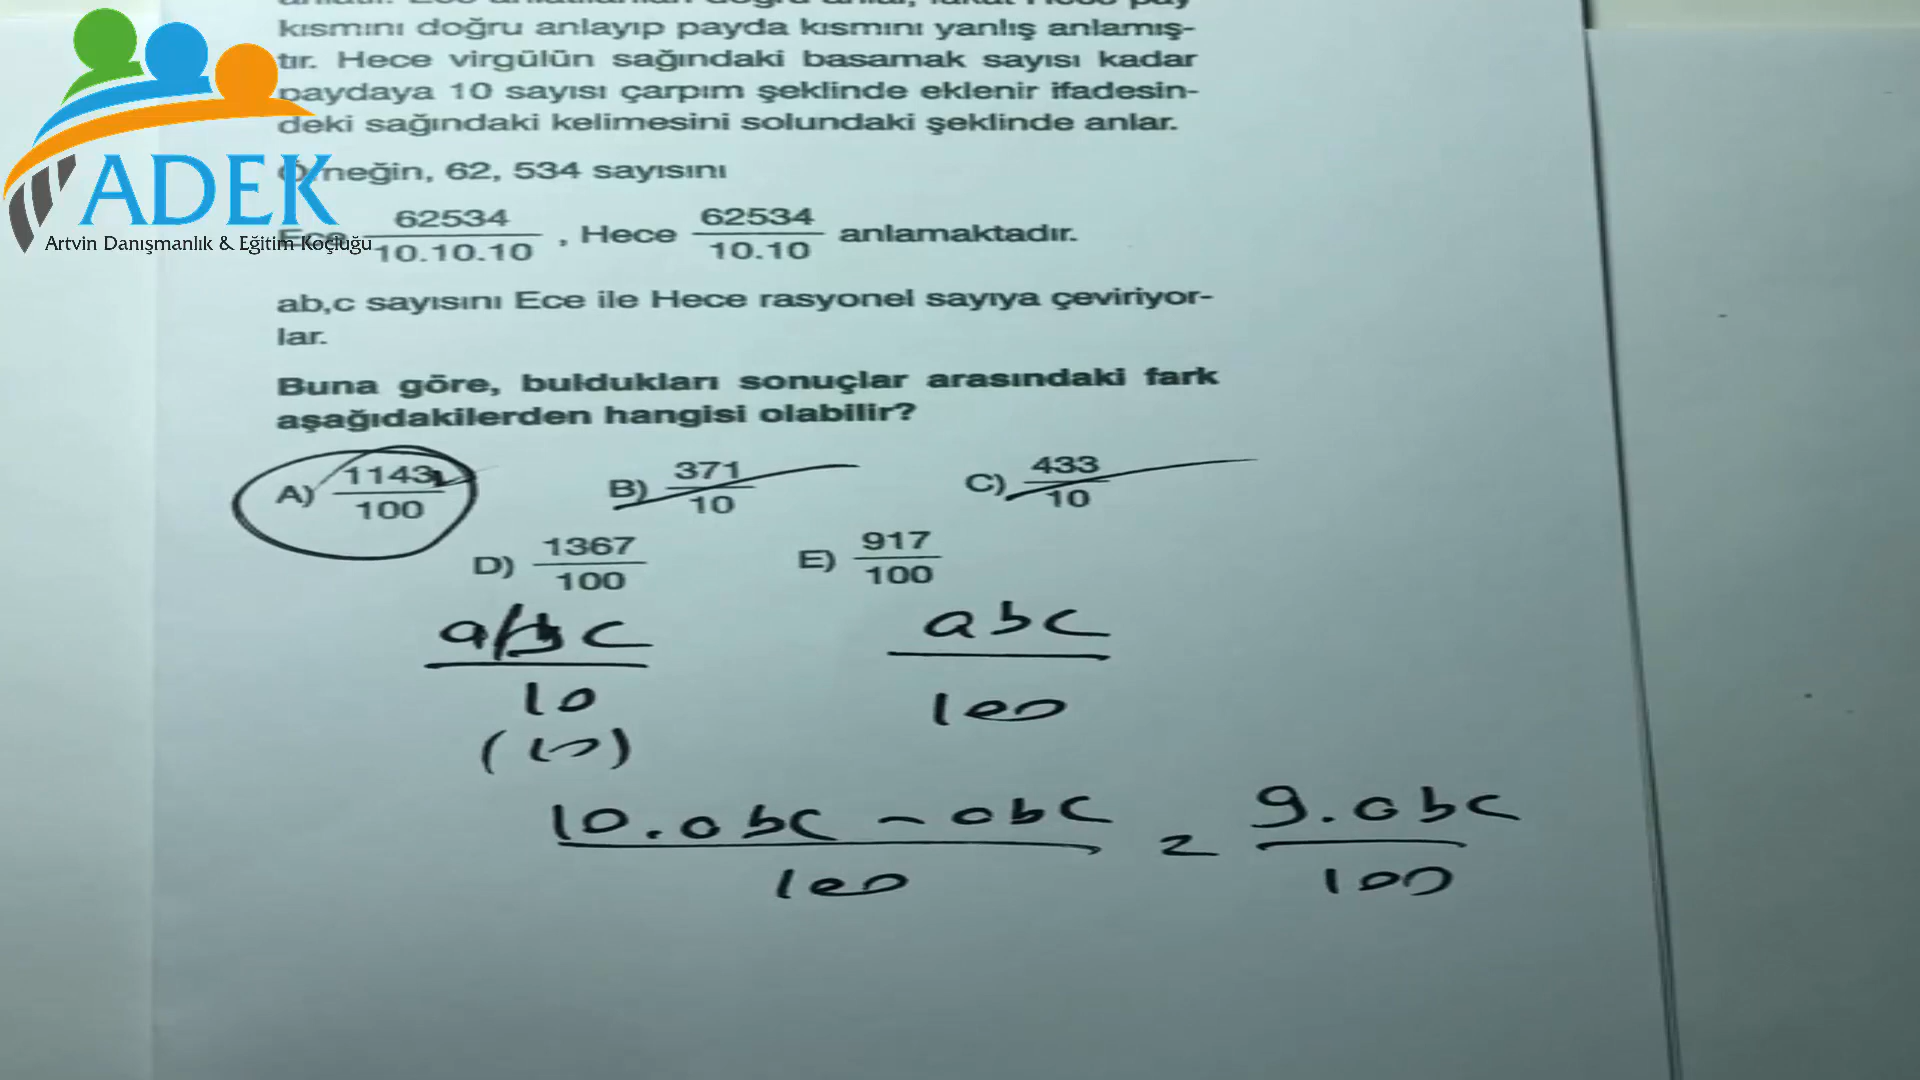 kısmını doğru anlayıp payda kısmını yanlış anlamış-
tır. Hece virgülün sağındaki basamak sayısı kadar
paydaya 10 sayısı çarpım şeklinde eklenir ifadesin-
deki sağındaki kelimesini solundaki şeklinde anlar.
ADEK
Artvin Danışmanlık & Eğitim Koçluğu
Örneğin, 62, 534 sayısını
Ece 62534/10.10.10 , Hece 62534/10.10 anlamaktadır.
ab,c sayısını Ece ile Hece rasyonel sayıya çeviriyor-
lar.
Buna göre, buldukları sonuçlar arasındaki fark
aşağıdakilerden hangisi olabilir?
A) 1143/100 B) 371/10 C) 433/10
D) 1367/100 E) 917/100
abc/10 abc/100
(10)
10.abc - abc/100 = 9.abc/100